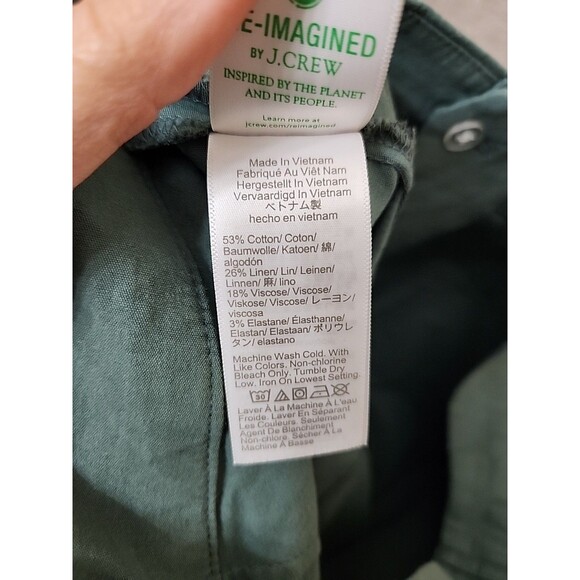 E-IMAGINED
BY J.CREW
INSPIRED BY THE PLANET
AND ITS PEOPLE.
Learn more at
jcrew.com/reimagined
Made In Vietnam
Fabriqué Au Viêt Nam
Hergestellt In Vietnam
Vervaardigd In Vietnam
ベトナム製
hecho en vietnam
53% Cotton/ Coton/
Baumwolle/ Katoen/ 綿/
algodón
26% Linen/ Lin/ Leinen/
Linnen/ 麻/ lino
18% Viscose/ Viscose/
Viskose/ Viscose/ レーヨン/
viscosa
3% Elastane/ Élasthanne/
Elastan/ Elastaan/ ポリウレ
タン/ elastano
Machine Wash Cold. With
Like Colors. Non-chlorine
Bleach Only. Tumble Dry
Low. Iron On Lowest Setting.
30
Laver À La Machine À L'eau
Froide. Laver En Séparant
Les Couleurs. Seulement
Agent De Blanchiment
Non-chlore. Sécher À La
Machine À Basse